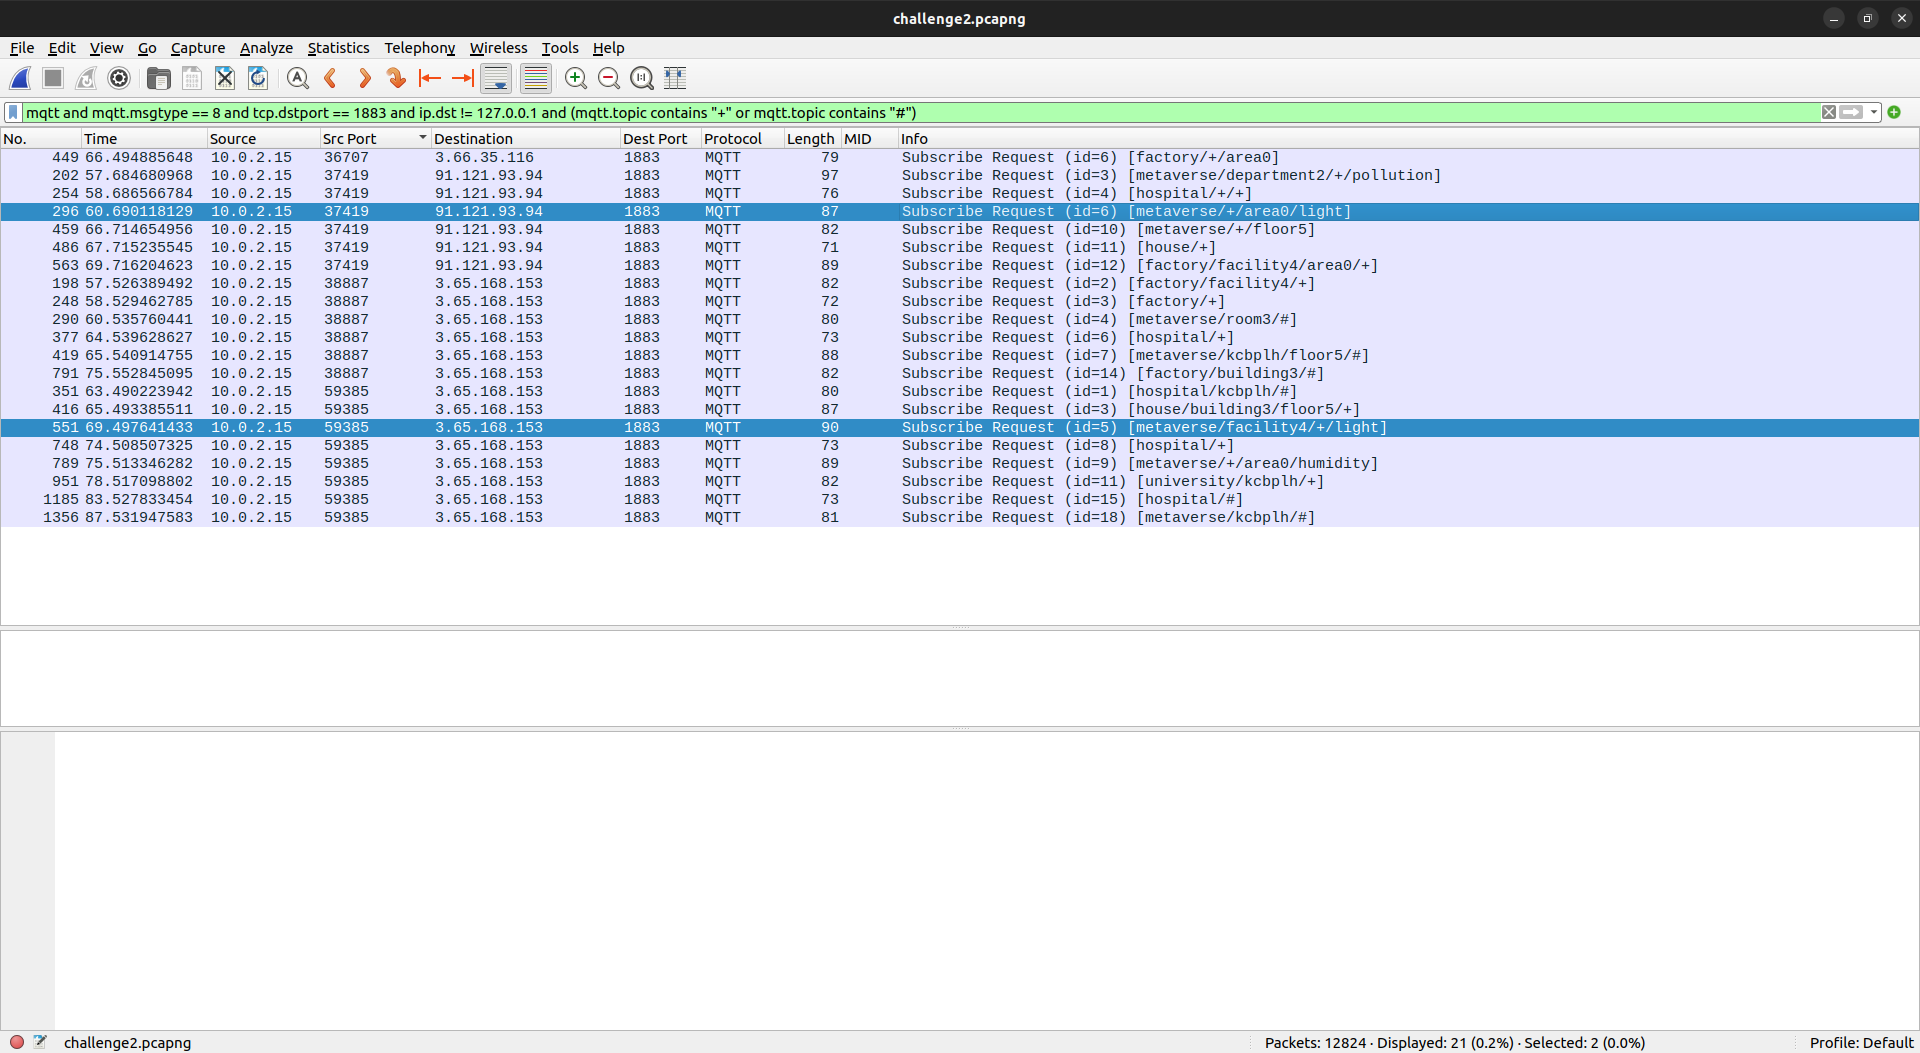 challenge2.pcapng
File Edit View Go Capture Analyze Statistics Telephony Wireless Tools Help
mqtt and mqtt.msgtype == 8 and tcp.dstport == 1883 and ip.dst != 127.0.0.1 and (mqtt.topic contains "+" or mqtt.topic contains "#")
No. Time Source Src Port Destination Dest Port Protocol Length MID Info
449 66.494885648 10.0.2.15 36707 3.66.35.116 1883 MQTT 79 Subscribe Request (id=6) [factory/+/area0]
202 57.684680968 10.0.2.15 37419 91.121.93.94 1883 MQTT 97 Subscribe Request (id=3) [metaverse/department2/+/pollution]
254 58.686566784 10.0.2.15 37419 91.121.93.94 1883 MQTT 76 Subscribe Request (id=4) [hospital/+/+]
296 60.690118129 10.0.2.15 37419 91.121.93.94 1883 MQTT 87 Subscribe Request (id=6) [metaverse/+/area0/light]
459 66.714654956 10.0.2.15 37419 91.121.93.94 1883 MQTT 82 Subscribe Request (id=10) [metaverse/+/floor5]
486 67.715235545 10.0.2.15 37419 91.121.93.94 1883 MQTT 71 Subscribe Request (id=11) [house/+]
563 69.716204623 10.0.2.15 37419 91.121.93.94 1883 MQTT 89 Subscribe Request (id=12) [factory/facility4/area0/+]
198 57.526389492 10.0.2.15 38887 3.65.168.153 1883 MQTT 82 Subscribe Request (id=2) [factory/facility4/+]
248 58.529462785 10.0.2.15 38887 3.65.168.153 1883 MQTT 72 Subscribe Request (id=3) [factory/+]
290 60.535760441 10.0.2.15 38887 3.65.168.153 1883 MQTT 80 Subscribe Request (id=4) [metaverse/room3/#]
377 64.539628627 10.0.2.15 38887 3.65.168.153 1883 MQTT 73 Subscribe Request (id=6) [hospital/+]
419 65.540914755 10.0.2.15 38887 3.65.168.153 1883 MQTT 88 Subscribe Request (id=7) [metaverse/kcbplh/floor5/#]
791 75.552845095 10.0.2.15 38887 3.65.168.153 1883 MQTT 82 Subscribe Request (id=14) [factory/building3/#]
351 63.490223942 10.0.2.15 59385 3.65.168.153 1883 MQTT 80 Subscribe Request (id=1) [hospital/kcbplh/#]
416 65.493385511 10.0.2.15 59385 3.65.168.153 1883 MQTT 87 Subscribe Request (id=3) [house/building3/floor5/+]
551 69.497641433 10.0.2.15 59385 3.65.168.153 1883 MQTT 90 Subscribe Request (id=5) [metaverse/facility4/+/light]
748 74.508507325 10.0.2.15 59385 3.65.168.153 1883 MQTT 73 Subscribe Request (id=8) [hospital/+]
789 75.513346282 10.0.2.15 59385 3.65.168.153 1883 MQTT 89 Subscribe Request (id=9) [metaverse/+/area0/humidity]
951 78.517098802 10.0.2.15 59385 3.65.168.153 1883 MQTT 82 Subscribe Request (id=11) [university/kcbplh/+]
1185 83.527833454 10.0.2.15 59385 3.65.168.153 1883 MQTT 73 Subscribe Request (id=15) [hospital/#]
1356 87.531947583 10.0.2.15 59385 3.65.168.153 1883 MQTT 81 Subscribe Request (id=18) [metaverse/kcbplh/#]
challenge2.pcapng Packets: 12824 · Displayed: 21 (0.2%) · Selected: 2 (0.0%) Profile: Default